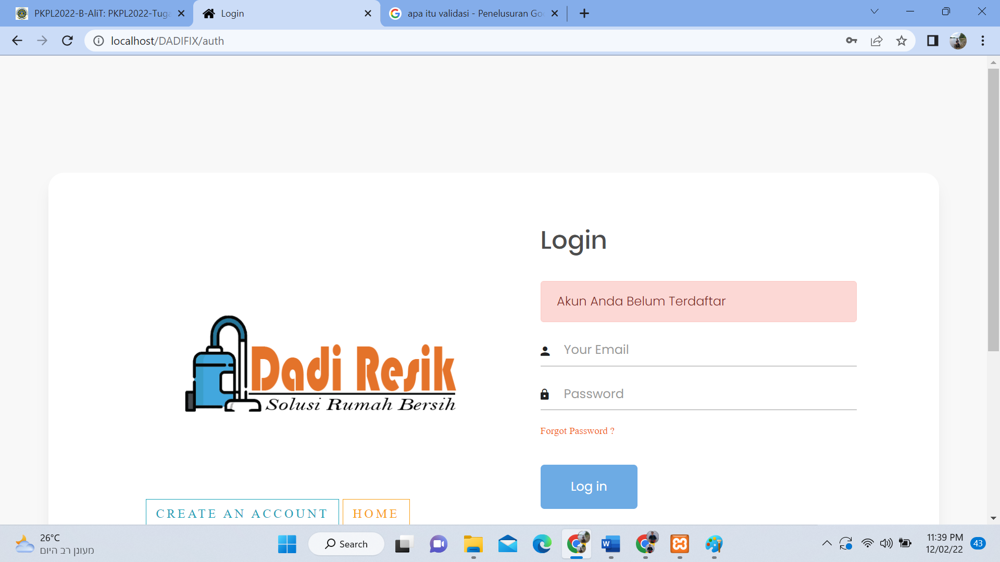 PKPL2022-B-AliT: PKPL2022-Tuga
Login
apa itu validasi - Penelusuran Goo
localhost/DADIFIX/auth
Login
Akun Anda Belum Terdaftar
Your Email
Password
Forgot Password ?
Log in
Dadi Resik
Solusi Rumah Bersih
CREATE AN ACCOUNT
HOME
26°C
מעונן רב היום
Search
11:39 PM
12/02/22
43